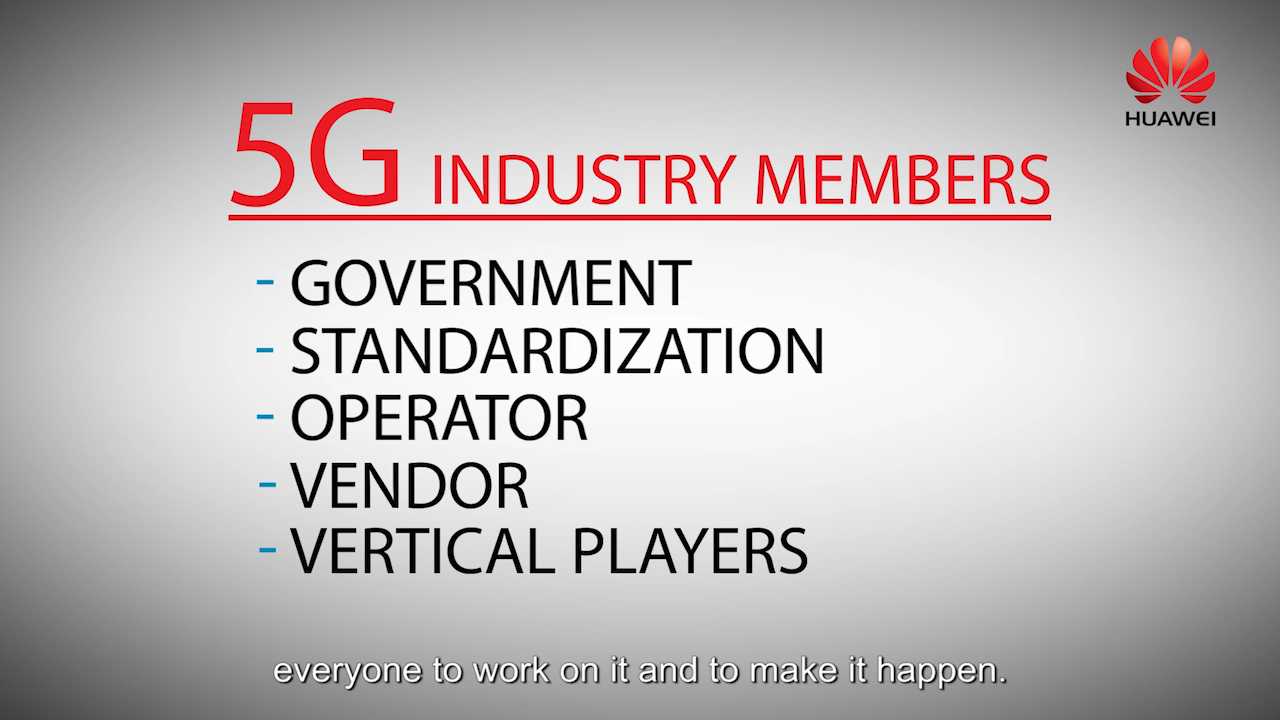 HUAWEI
5G INDUSTRY MEMBERS
- GOVERNMENT
- STANDARDIZATION
- OPERATOR
- VENDOR
- VERTICAL PLAYERS
everyone to work on it and to make it happen.